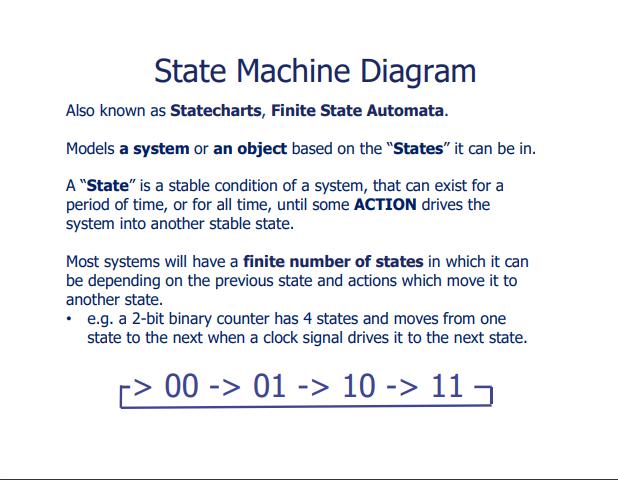 State Machine Diagram
Also known as Statecharts, Finite State Automata.
Models a system or an object based on the “States” it can be in.
A “State” is a stable condition of a system, that can exist for a
period of time, or for all time, until some ACTION drives the
system into another stable state.
Most systems will have a finite number of states in which it can
be depending on the previous state and actions which move it to
another state.
• e.g. a 2-bit binary counter has 4 states and moves from one
state to the next when a clock signal drives it to the next state.
-> 00 -> 01 -> 10 -> 11 -